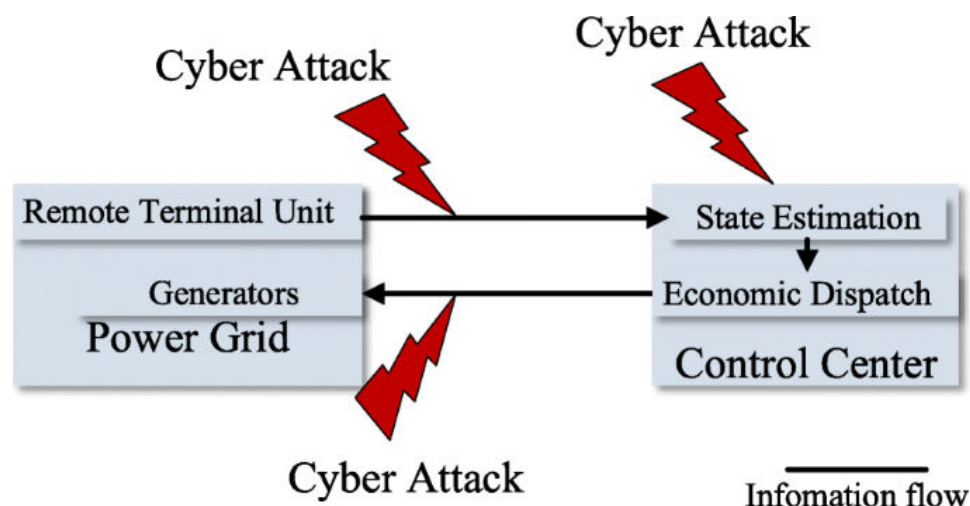 Cyber Attack
Cyber Attack
Remote Terminal Unit
State Estimation
Generators
Economic Dispatch
Power Grid
Control Center
Cyber Attack
Infomation flow